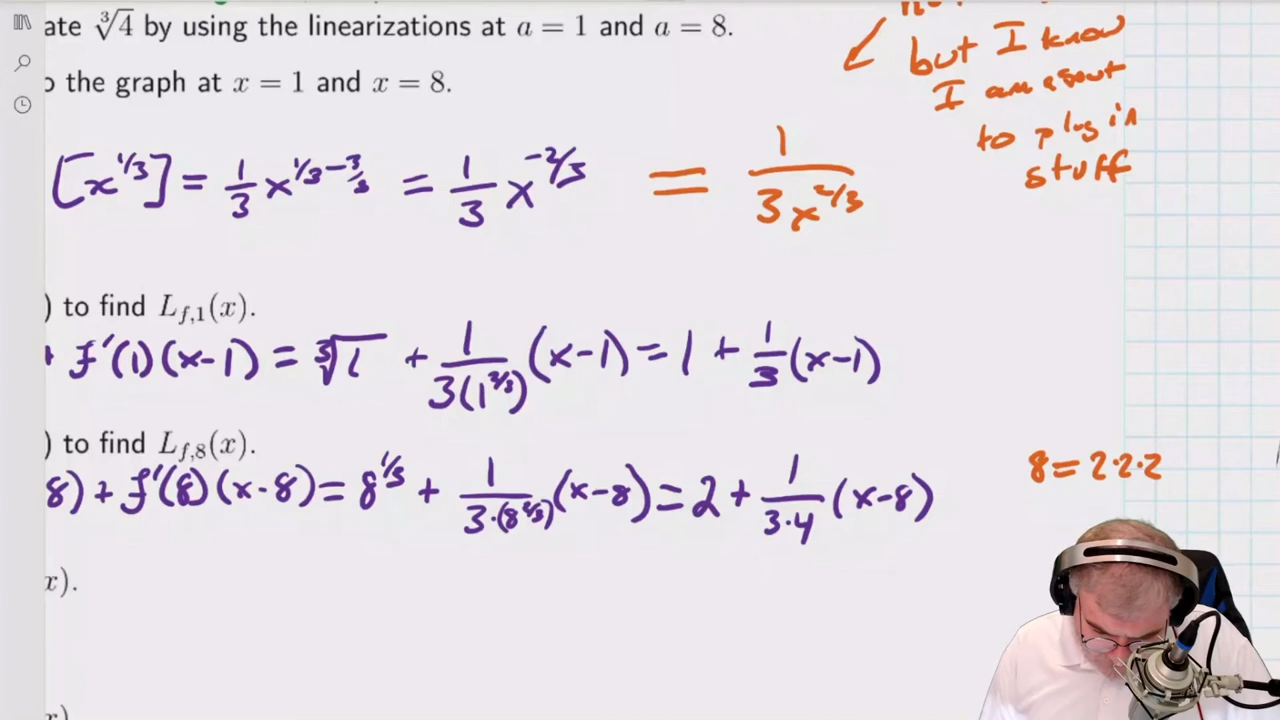 ate ∛4 by using the linearizations at a = 1 and a = 8.
o the graph at x = 1 and x = 8.
but I know
I am about
to plug in
stuff
[x^{1/3}] = 1/3 x^{1/3 - 3/3} = 1/3 x^{-2/3} = 1/(3x^{2/3})
) to find L_{f,1}(x).
+ f'(1)(x-1) = ∛1 + 1/(3(1^{2/3})) (x-1) = 1 + 1/3 (x-1)
) to find L_{f,8}(x).
8) + f'(8)(x-8) = 8^{1/3} + 1/(3·(8^{2/3})) (x-8) = 2 + 1/(3·4) (x-8)
8 = 2·2·2
x).
x)